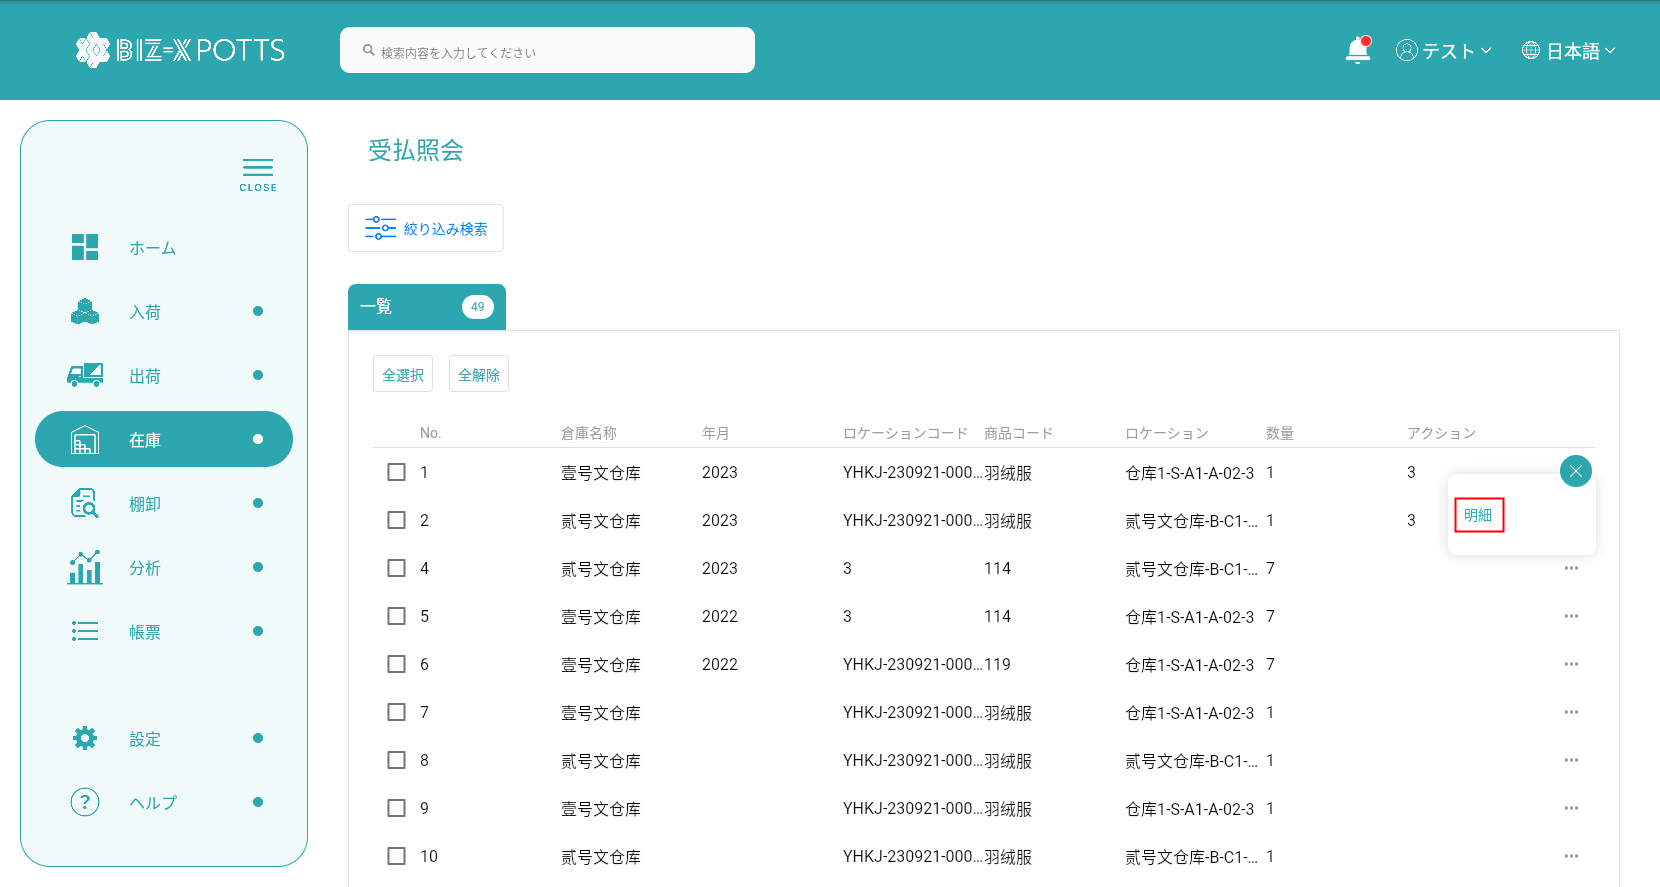 BIZ-X POTTS
検索内容を入力してください
テスト
日本語
CLOSE
ホーム
入荷
出荷
在庫
棚卸
分析
帳票
設定
ヘルプ
受払照会
絞り込み検索
一覧 49
全選択 全解除
No. 倉庫名称 年月 ロケーションコード 商品コード ロケーション 数量 アクション
1 壹号文仓库 2023 YHKJ-230921-000... 羽绒服 仓库1-S-A1-A-02-3 1 3
2 贰号文仓库 2023 YHKJ-230921-000... 羽绒服 贰号文仓库-B-C1-... 1 3
明細
4 贰号文仓库 2023 3 114 贰号文仓库-B-C1-... 7 ...
5 壹号文仓库 2022 3 114 仓库1-S-A1-A-02-3 7 ...
6 壹号文仓库 2022 YHKJ-230921-000... 119 仓库1-S-A1-A-02-3 7 ...
7 壹号文仓库 YHKJ-230921-000... 羽绒服 仓库1-S-A1-A-02-3 1 ...
8 贰号文仓库 YHKJ-230921-000... 羽绒服 贰号文仓库-B-C1-... 1 ...
9 壹号文仓库 YHKJ-230921-000... 羽绒服 仓库1-S-A1-A-02-3 1 ...
10 贰号文仓库 YHKJ-230921-000... 羽绒服 贰号文仓库-B-C1-... 1 ...